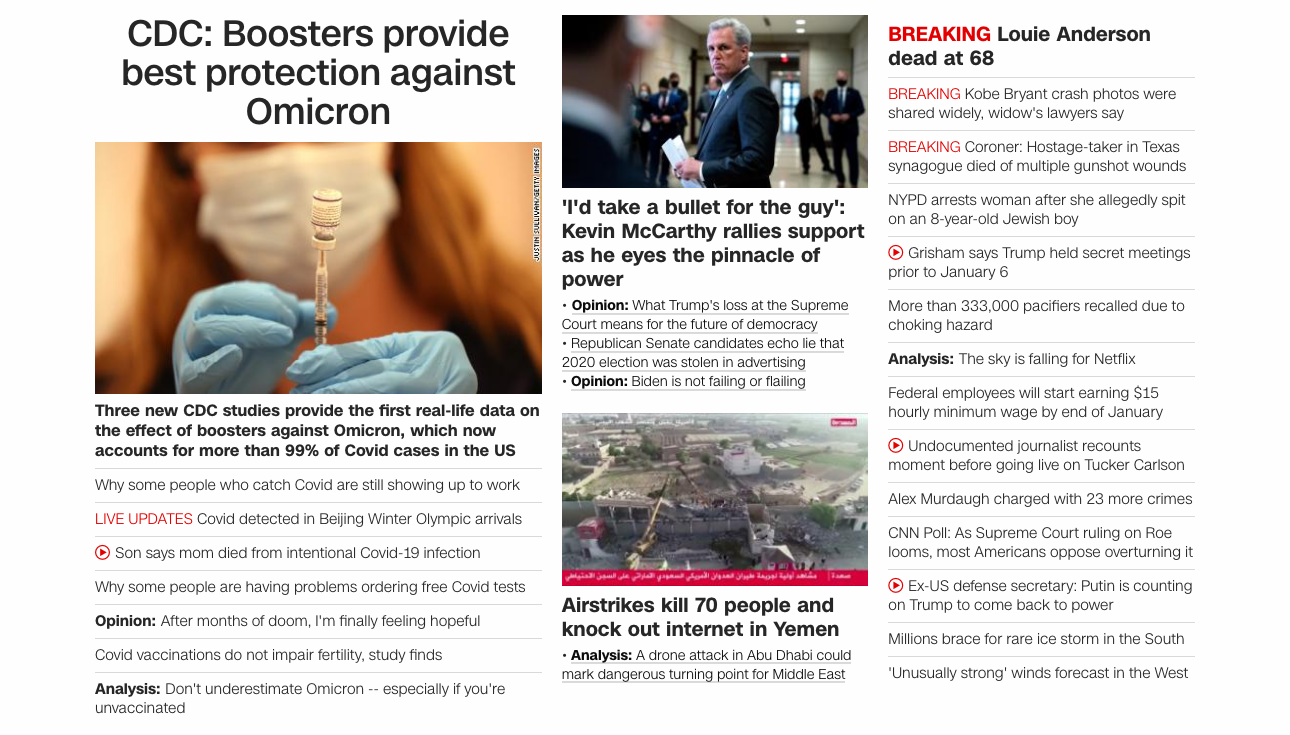 CDC: Boosters provide
best protection against
Omicron
JUSTIN SULLIVAN/GETTY IMAGES
Three new CDC studies provide the first real-life data on
the effect of boosters against Omicron, which now
accounts for more than 99% of Covid cases in the US
Why some people who catch Covid are still showing up to work
LIVE UPDATES Covid detected in Beijing Winter Olympic arrivals
Son says mom died from intentional Covid-19 infection
Why some people are having problems ordering free Covid tests
Opinion: After months of doom, I'm finally feeling hopeful
Covid vaccinations do not impair fertility, study finds
Analysis: Don't underestimate Omicron -- especially if you're
unvaccinated
'I'd take a bullet for the guy':
Kevin McCarthy rallies support
as he eyes the pinnacle of
power
• Opinion: What Trump's loss at the Supreme
Court means for the future of democracy
• Republican Senate candidates echo lie that
2020 election was stolen in advertising
• Opinion: Biden is not failing or flailing
صعدة | مشاهد أولية لجريمة طيران العدوان الأمريكي السعودي الاماراتي على السجن الاحتياطي
Airstrikes kill 70 people and
knock out internet in Yemen
• Analysis: A drone attack in Abu Dhabi could
mark dangerous turning point for Middle East
BREAKING Louie Anderson
dead at 68
BREAKING Kobe Bryant crash photos were
shared widely, widow's lawyers say
BREAKING Coroner: Hostage-taker in Texas
synagogue died of multiple gunshot wounds
NYPD arrests woman after she allegedly spit
on an 8-year-old Jewish boy
Grisham says Trump held secret meetings
prior to January 6
More than 333,000 pacifiers recalled due to
choking hazard
Analysis: The sky is falling for Netflix
Federal employees will start earning $15
hourly minimum wage by end of January
Undocumented journalist recounts
moment before going live on Tucker Carlson
Alex Murdaugh charged with 23 more crimes
CNN Poll: As Supreme Court ruling on Roe
looms, most Americans oppose overturning it
Ex-US defense secretary: Putin is counting
on Trump to come back to power
Millions brace for rare ice storm in the South
'Unusually strong' winds forecast in the West